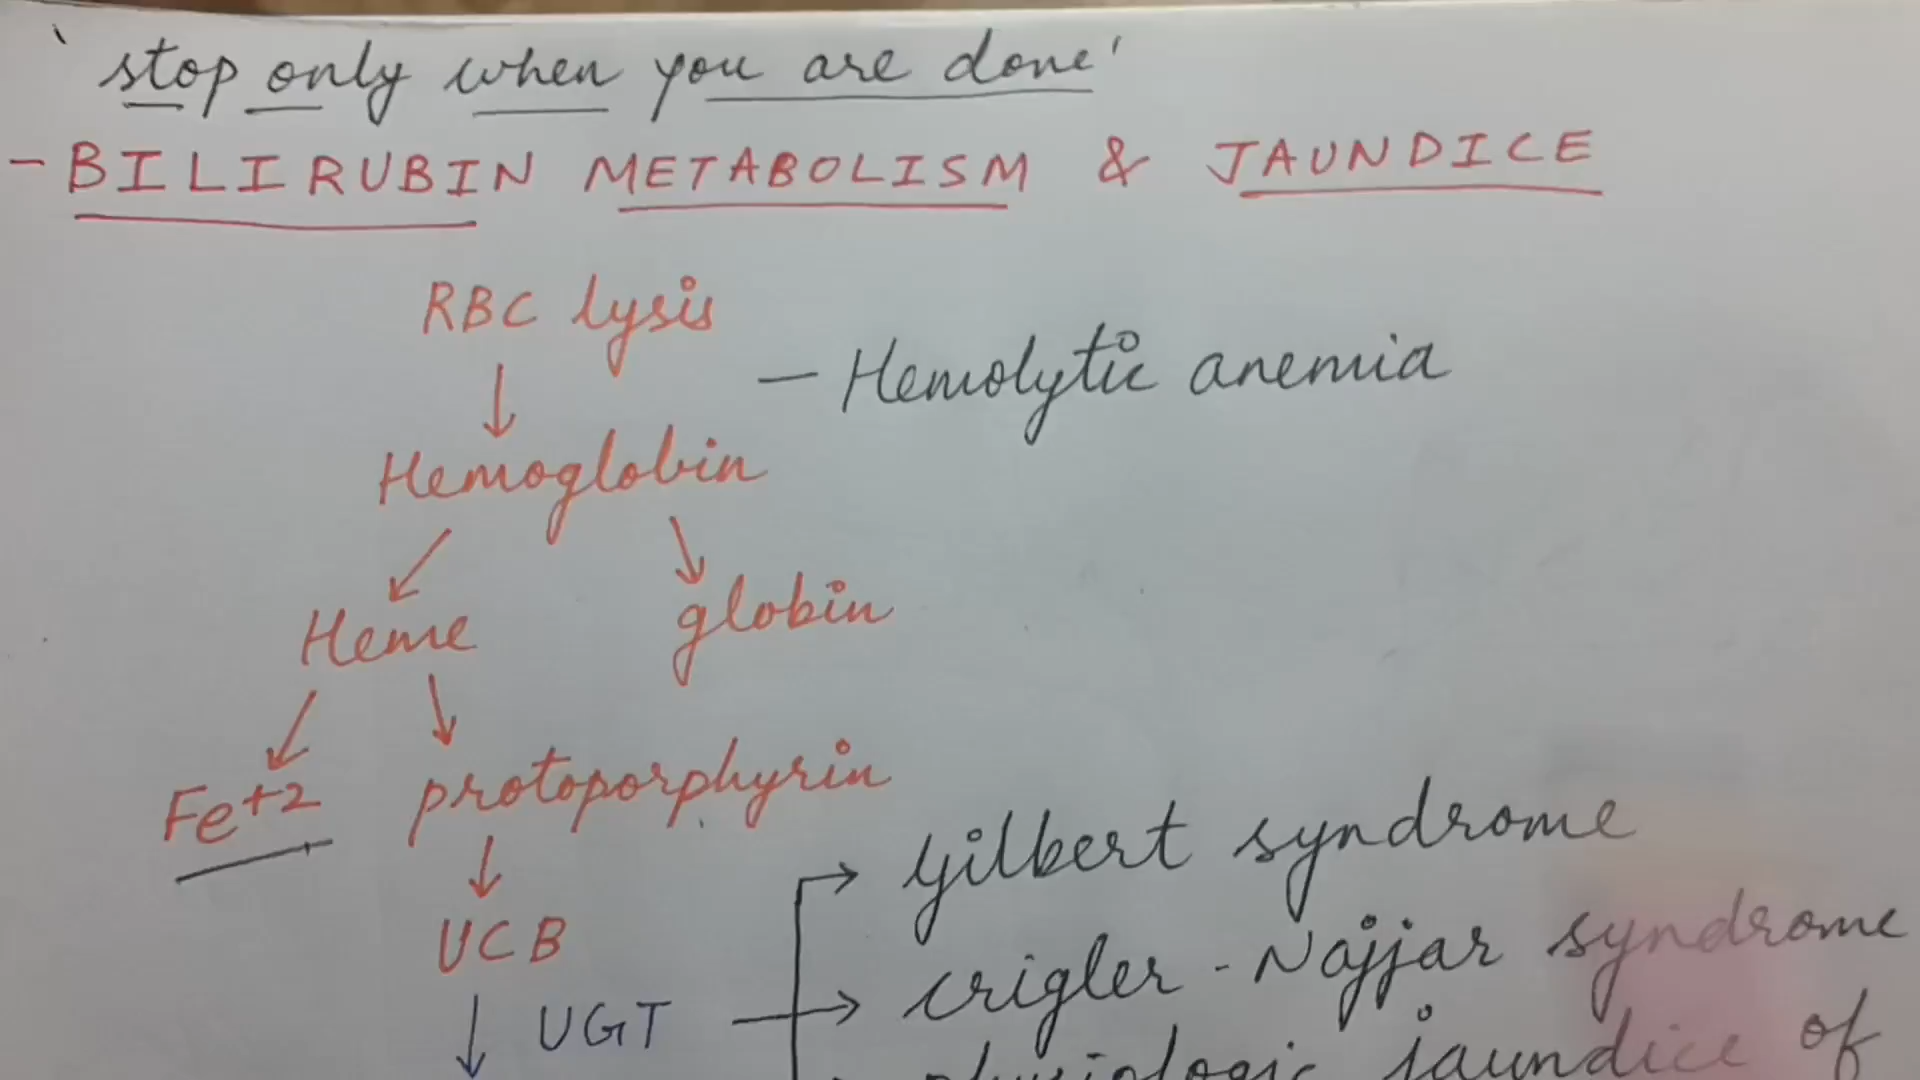 'stop only when you are done'
- BILIRUBIN METABOLISM & JAUNDICE
RBC lysis
- Hemolytic anemia
Hemoglobin
Heme
globin
Fe+2
protoporphyrin
Gilbert syndrome
UCB
crigler-Najjar syndrome
UGT
physiologic jaundice of